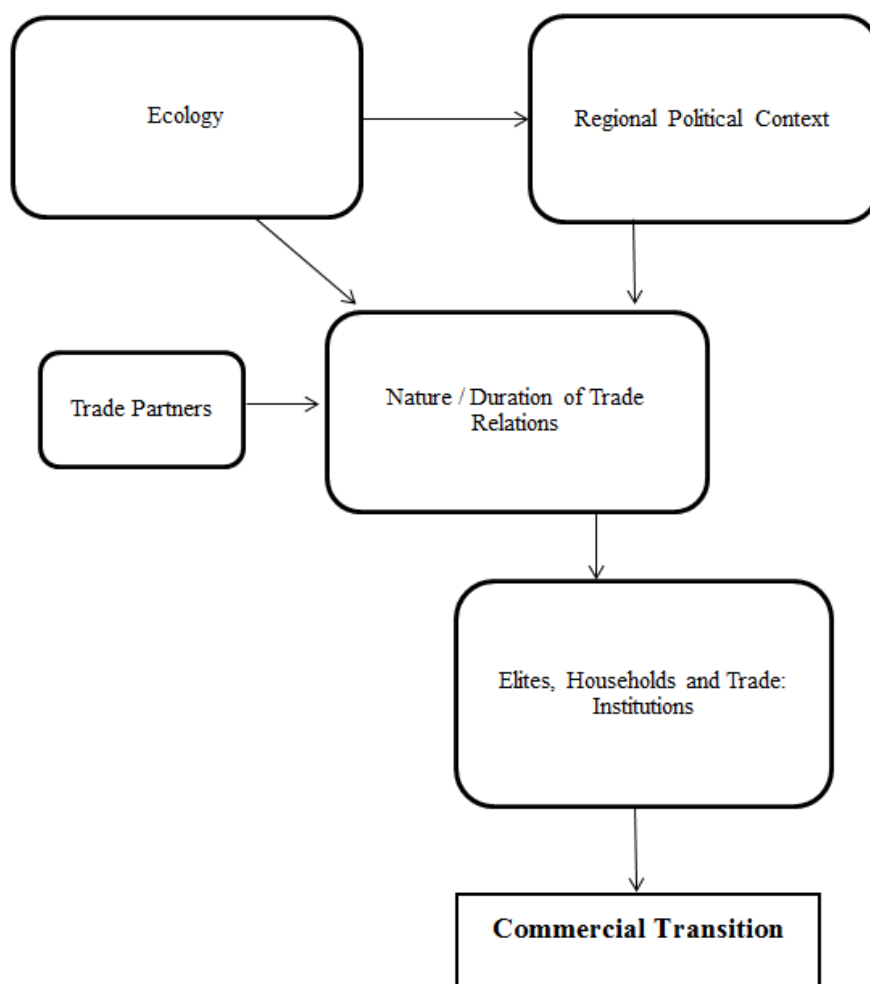 Ecology
Regional Political Context
Trade Partners
Nature / Duration of Trade
Relations
Elites, Households and Trade:
Institutions
Commercial Transition